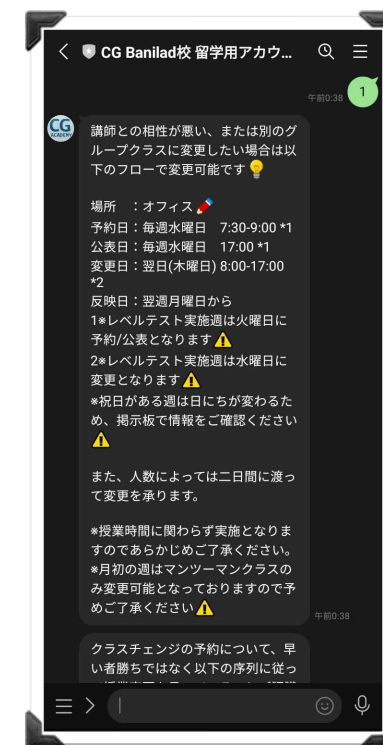 CG Banilad校 留学用アカウ...
午前0:38
1
CG
ACADEMY
講師との相性が悪い、または別のグ
ループクラスに変更したい場合は以
下のフローで変更可能です💡
場所　：オフィス📍
予約日：毎週水曜日　7:30-9:00 *1
公表日：毎週水曜日　17:00 *1
変更日：翌日(木曜日) 8:00-17:00
*2
反映日：翌週月曜日から
1※レベルテスト実施週は火曜日に
予約/公表となります⚠️
2※レベルテスト実施週は水曜日に
変更となります⚠️
※祝日がある週は日にちが変わるた
め、掲示板で情報をご確認ください
⚠️
また、人数によっては二日間に渡っ
て変更を承ります。
※授業時間に関わらず実施となりま
すのであらかじめご了承ください。
※月初の週はマンツーマンクラスの
み変更可能となっておりますので予
めご了承ください⚠️
午前0:38
クラスチェンジの予約について、早
い者勝ちではなく以下の序列に従っ